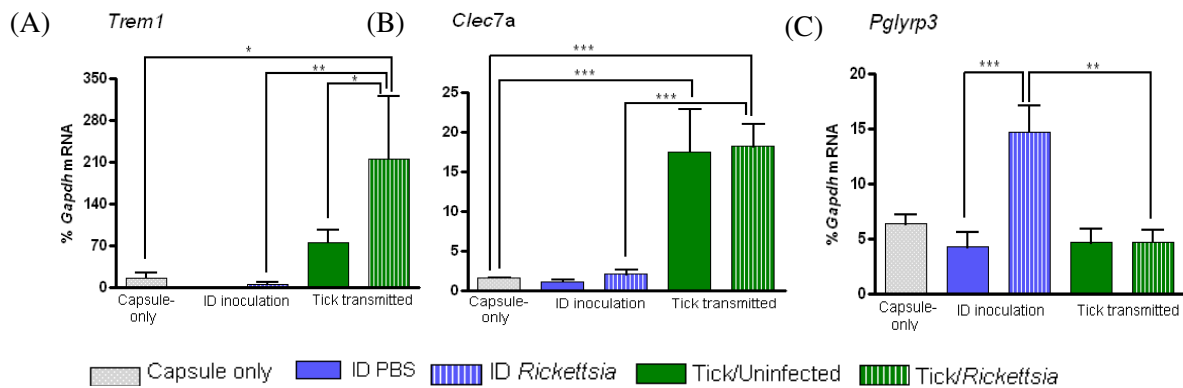 (A) Trem1
*
**
*
350
280
210
140
70
0
% Gapdh mRNA
Capsule-only
ID inoculation
Tick transmitted
(B) Clec7a
***
***
***
25
20
15
10
5
0
Capsule-only
ID inoculation
Tick transmitted
(C) Pglyrp3
***
**
20
15
10
5
0
% Gapdh mRNA
Capsule-only
ID inoculation
Tick transmitted
Capsule only
ID PBS
ID Rickettsia
Tick/Uninfected
Tick/Rickettsia